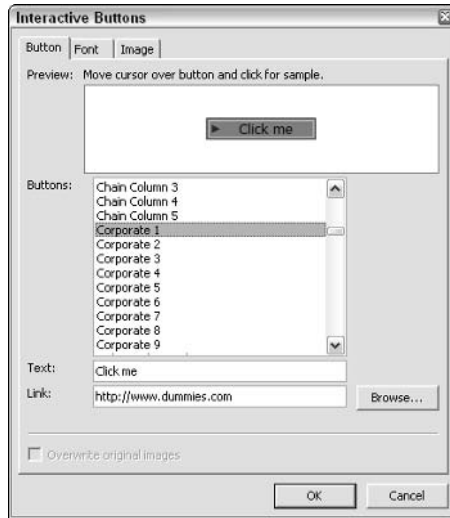 Interactive Buttons
Button Font Image
Preview: Move cursor over button and click for sample.
Click me
Buttons:
Chain Column 3
Chain Column 4
Chain Column 5
Corporate 1
Corporate 2
Corporate 3
Corporate 4
Corporate 5
Corporate 6
Corporate 7
Corporate 8
Corporate 9
Text: Click me
Link: http://www.dummies.com Browse...
Overwrite original images
OK Cancel